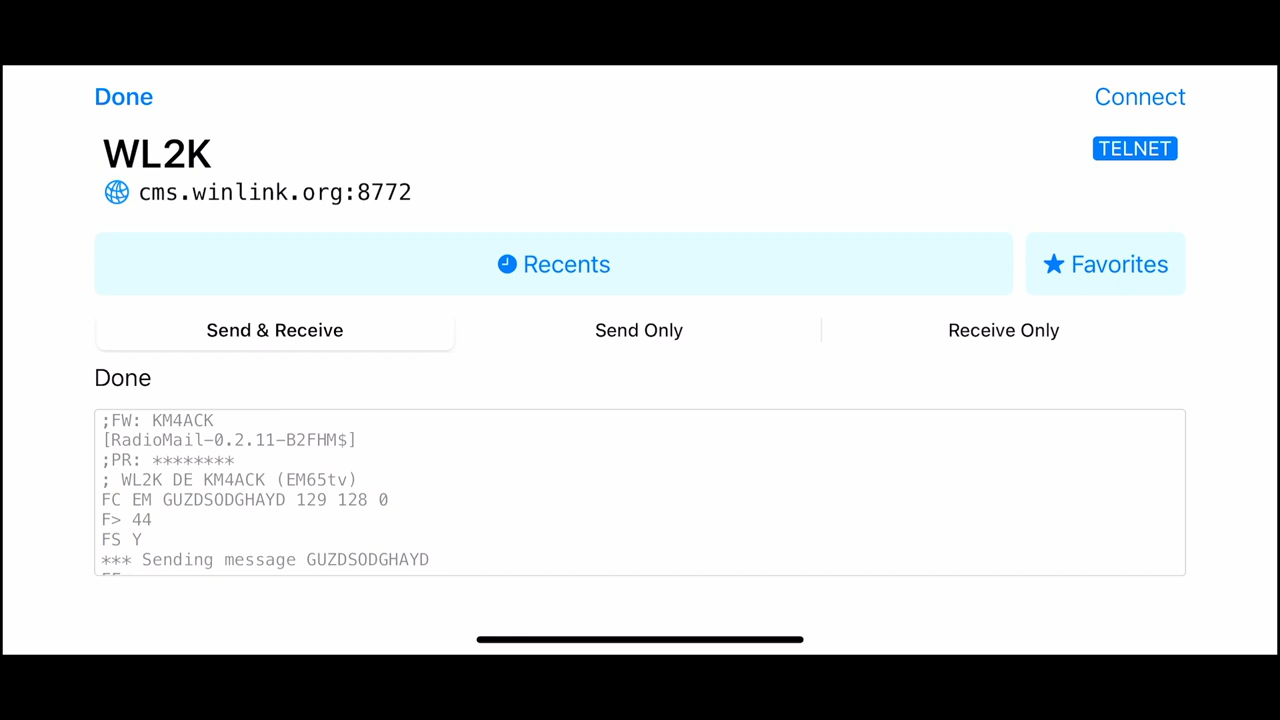 Done
Connect
WL2K
TELNET
cms.winlink.org:8772
Recents
Favorites
Send & Receive
Send Only
Receive Only
Done
;FW: KM4ACK
[RadioMail-0.2.11-B2FHM$]
;PR: ********
; WL2K DE KM4ACK (EM65tv)
FC EM GUZDSODGHAYD 129 128 0
F> 44
FS Y
*** Sending message GUZDSODGHAYD